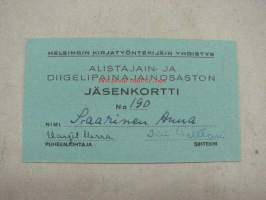 HELSINGIN KIRJATYÖNTEKIJÄIN YHDISTYS
ALISTAJAIN- JA
DIIGELIPAINAJAINOSASTON
JÄSENKORTTI
No 190
NIMI Saarinen Anna
PUHEENJOHTAJA SIHTEERI